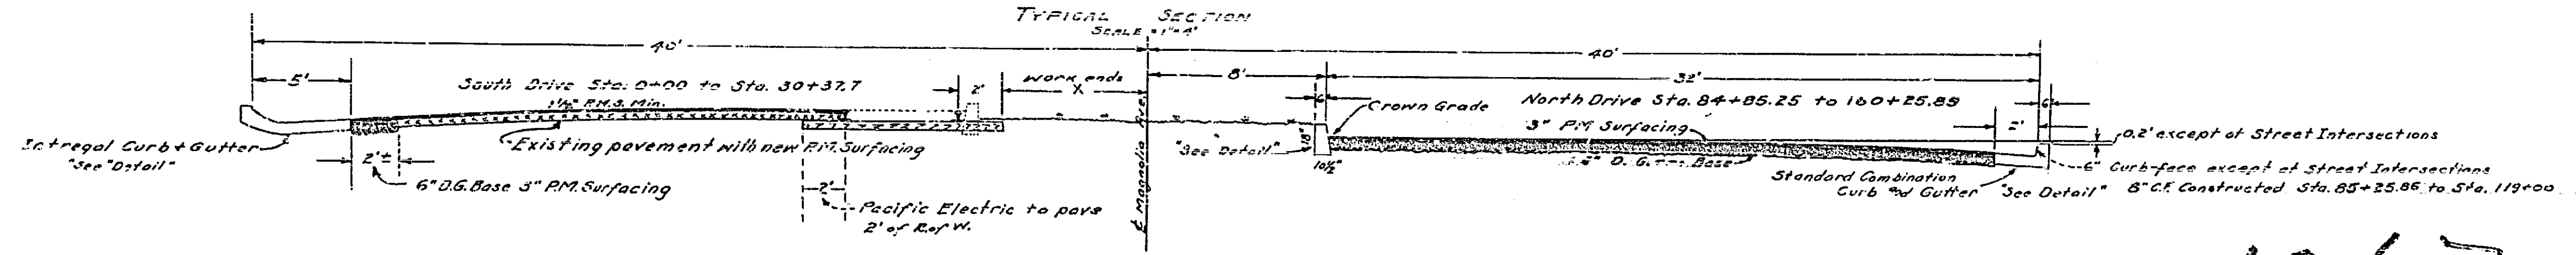 TYPICAL SECTION
SCALE = 1" = 4'
40'
40'
5'
South Drive Sta. 0+00 to Sta. 30+37.7
2'
work ends
X
8'
32'
1½" P.M.S. Min.
6"
Crown Grade
North Drive Sta. 84+85.25 to 160+25.89
6"
3" P.M. Surfacing
2'
0.2' except at Street Intersections
Intregal Curb + Gutter
"See "Detail"
Existing pavement with new P.M. Surfacing
"See Detail"
18"
10½"
D.G. Base
6" Curb-face except at Street Intersections
2'±
6" D.G. Base 3" P.M. Surfacing
2'
Standard Combination
Curb and Gutter "See Detail"
8" C.F. Constructed Sta. 85+25.86 to Sta. 119+00
Pacific Electric to pave
2' of R. of W.
℄ Magnolia Ave.